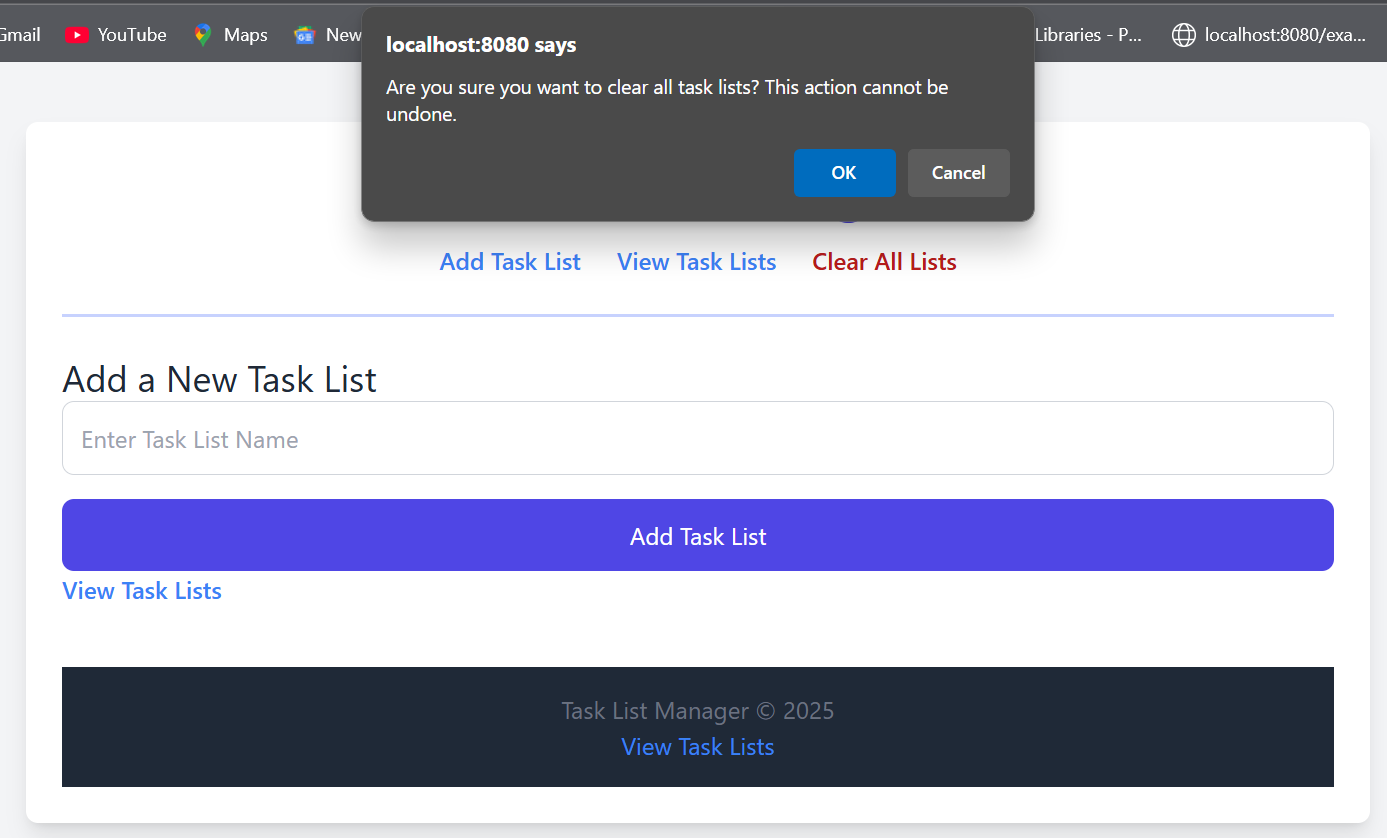 Gmail YouTube Maps New Libraries - P... localhost:8080/exa...
localhost:8080 says
Are you sure you want to clear all task lists? This action cannot be
undone.
OK Cancel
Add Task List View Task Lists Clear All Lists
Add a New Task List
Enter Task List Name
Add Task List
View Task Lists
Task List Manager © 2025
View Task Lists